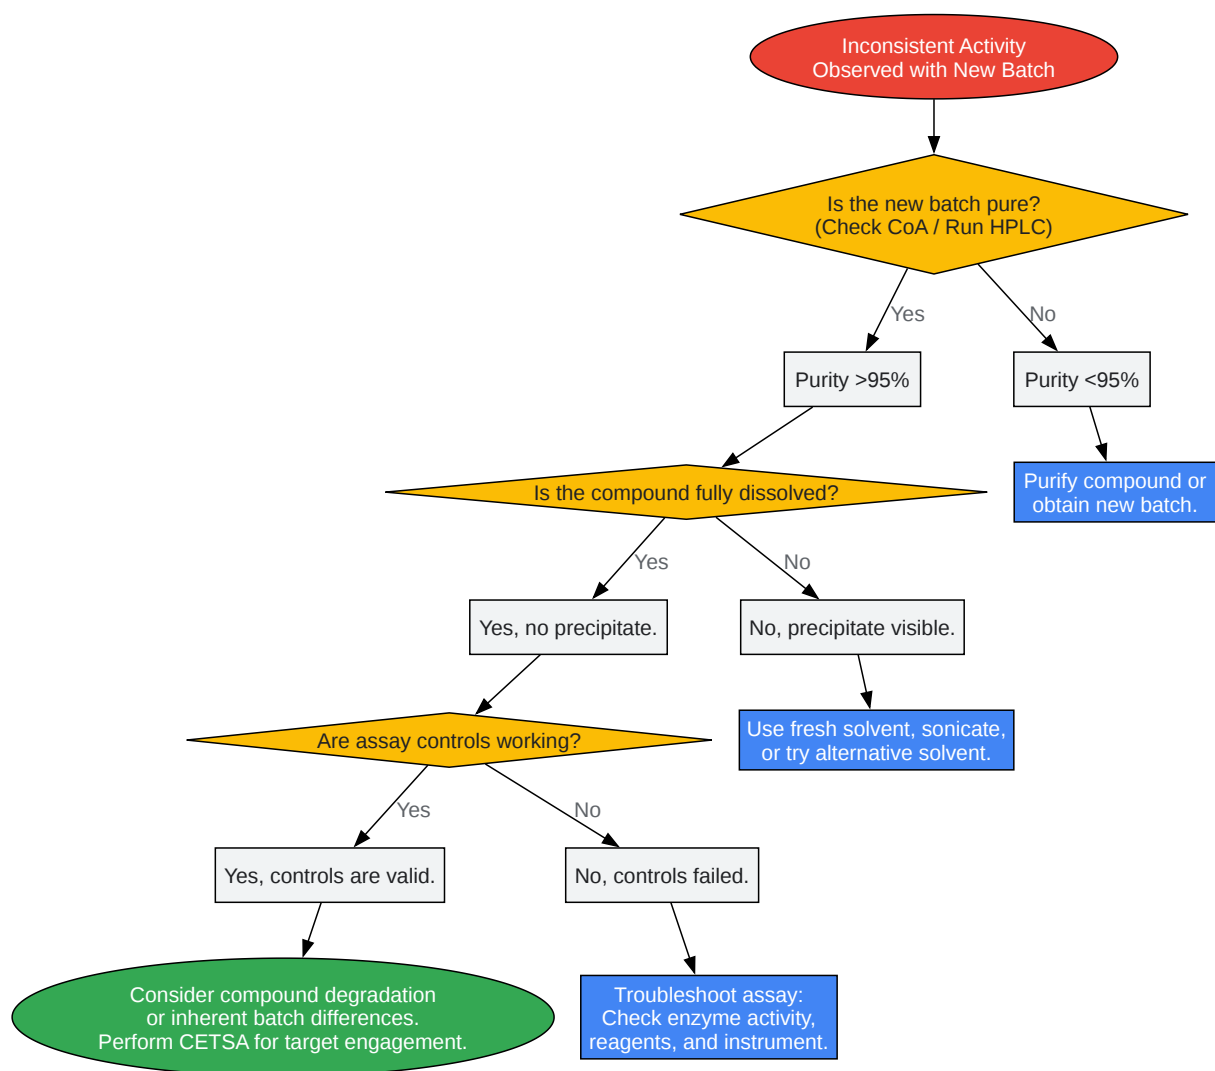 Inconsistent Activity
Observed with New Batch
Is the new batch pure?
(Check CoA / Run HPLC)
Yes
No
Purity >95%
Purity <95%
Is the compound fully dissolved?
Purify compound or
obtain new batch.
Yes
No
Yes, no precipitate.
No, precipitate visible.
Are assay controls working?
Use fresh solvent, sonicate,
or try alternative solvent.
Yes
No
Yes, controls are valid.
No, controls failed.
Consider compound degradation
or inherent batch differences.
Perform CETSA for target engagement.
Troubleshoot assay:
Check enzyme activity,
reagents, and instrument.